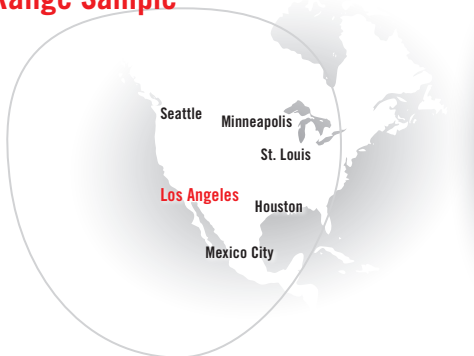 Range Sample
Seattle
Minneapolis
St. Louis
Los Angeles
Houston
Mexico City